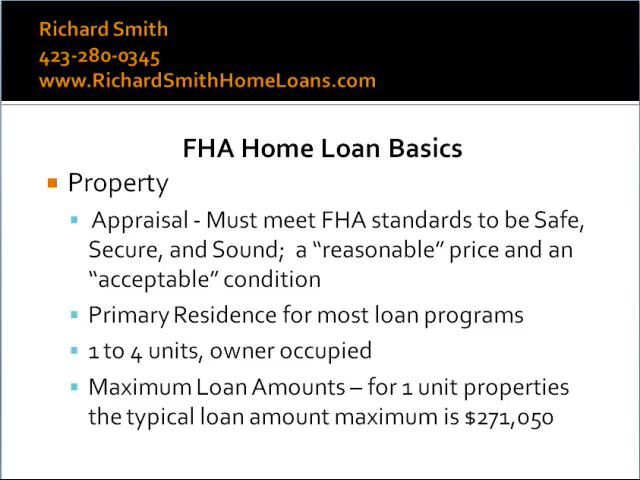 Richard Smith
423-280-0345
www.RichardSmithHomeLoans.com
FHA Home Loan Basics
Property
Appraisal - Must meet FHA standards to be Safe,
Secure, and Sound; a “reasonable” price and an
“acceptable” condition
Primary Residence for most loan programs
1 to 4 units, owner occupied
Maximum Loan Amounts – for 1 unit properties
the typical loan amount maximum is $271,050